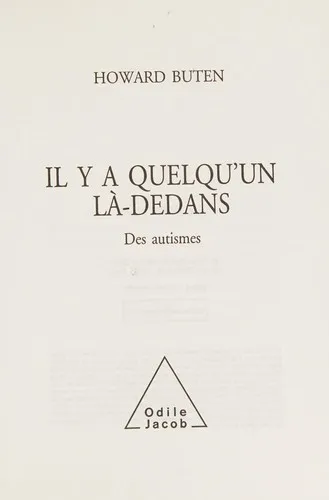 HOWARD BUTEN
IL Y A QUELQU'UN
LÀ-DEDANS
Des autismes
Odile
Jacob